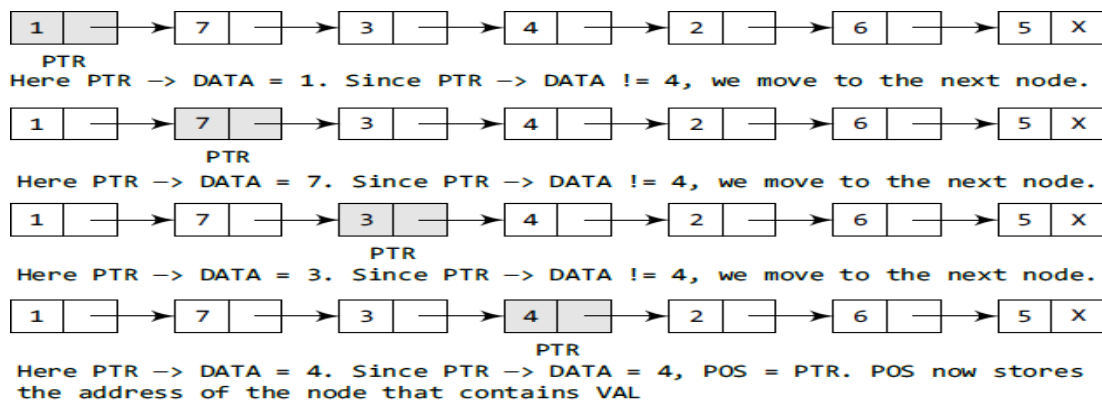 1 7 3 4 2 6 5 X
PTR
Here PTR —> DATA = 1. Since PTR —> DATA != 4, we move to the next node.
1 7 3 4 2 6 5 X
PTR
Here PTR —> DATA = 7. Since PTR —> DATA != 4, we move to the next node.
1 7 3 4 2 6 5 X
PTR
Here PTR —> DATA = 3. Since PTR —> DATA != 4, we move to the next node.
1 7 3 4 2 6 5 X
PTR
Here PTR —> DATA = 4. Since PTR —> DATA = 4, POS = PTR. POS now stores
the address of the node that contains VAL